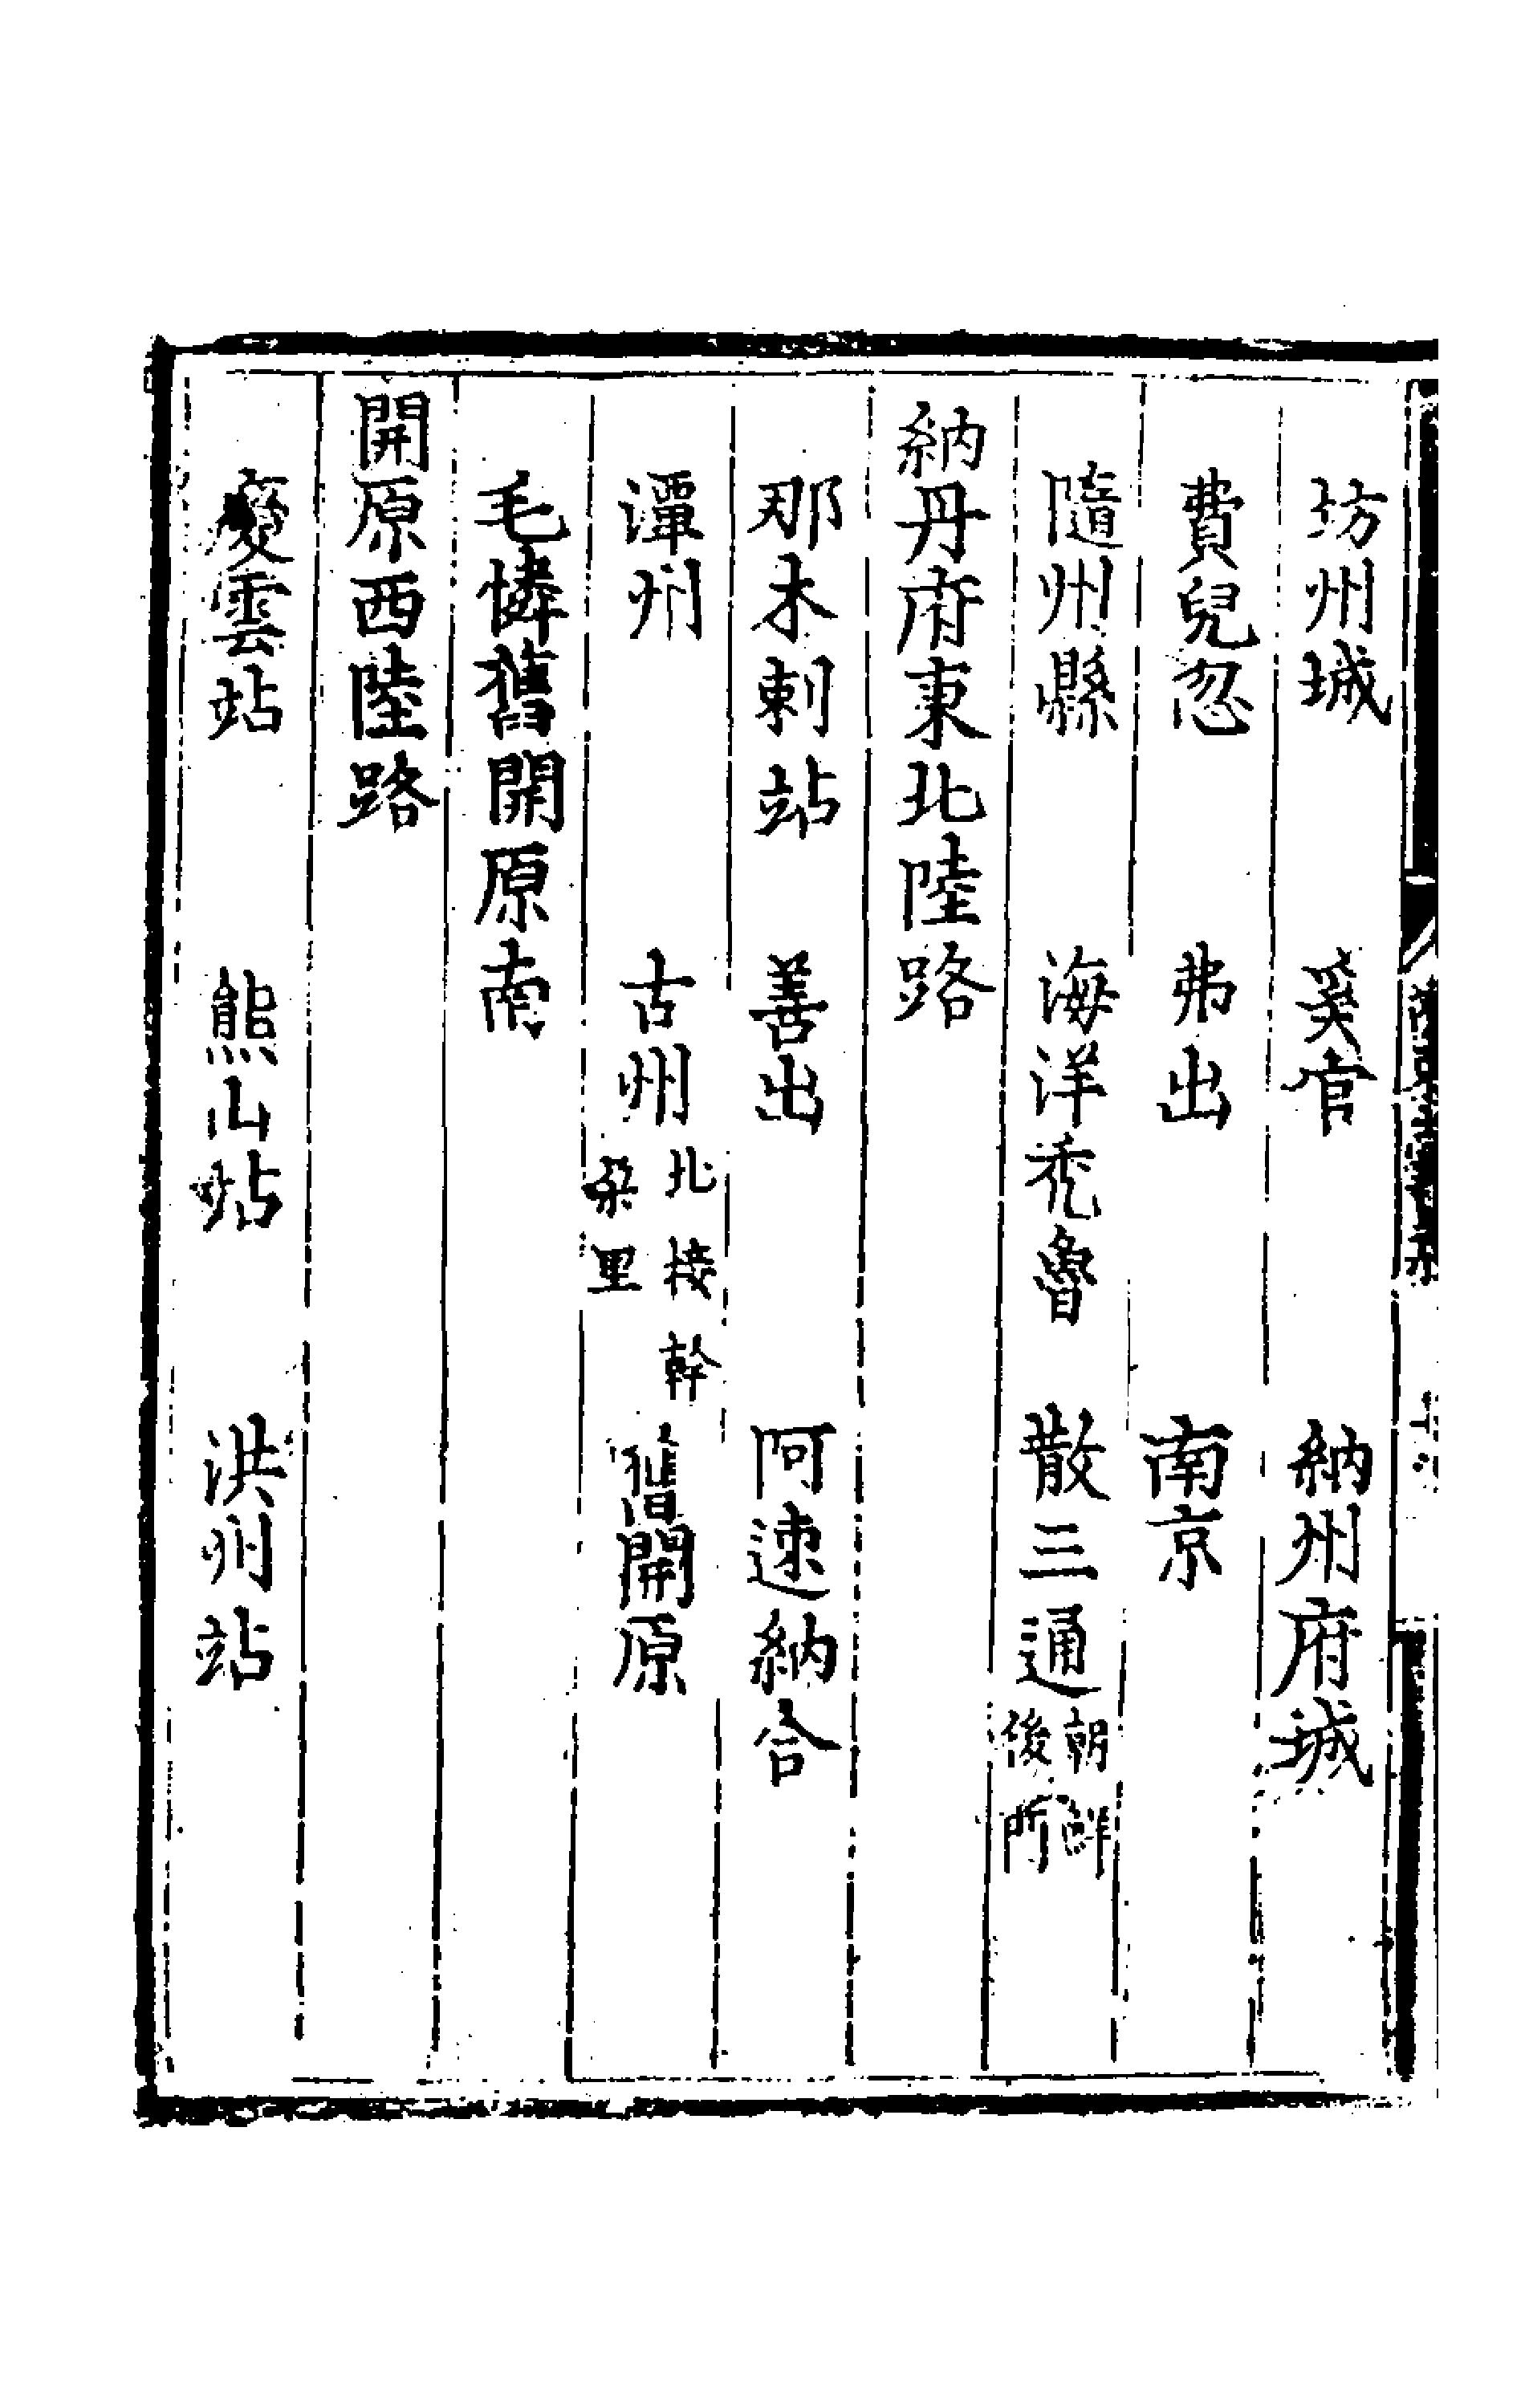 坊州城　奚官　納州府城
費兒忽　弗出　南京
隨州縣　海洋禿魯　散三通朝鮮後門
納丹府東北陸路
那木剌站　善出　阿速納合
潭州　古州北接幹朶里　舊開原
毛憐舊開原南
開原西陸路
慶雲站　熊山站　洪州站